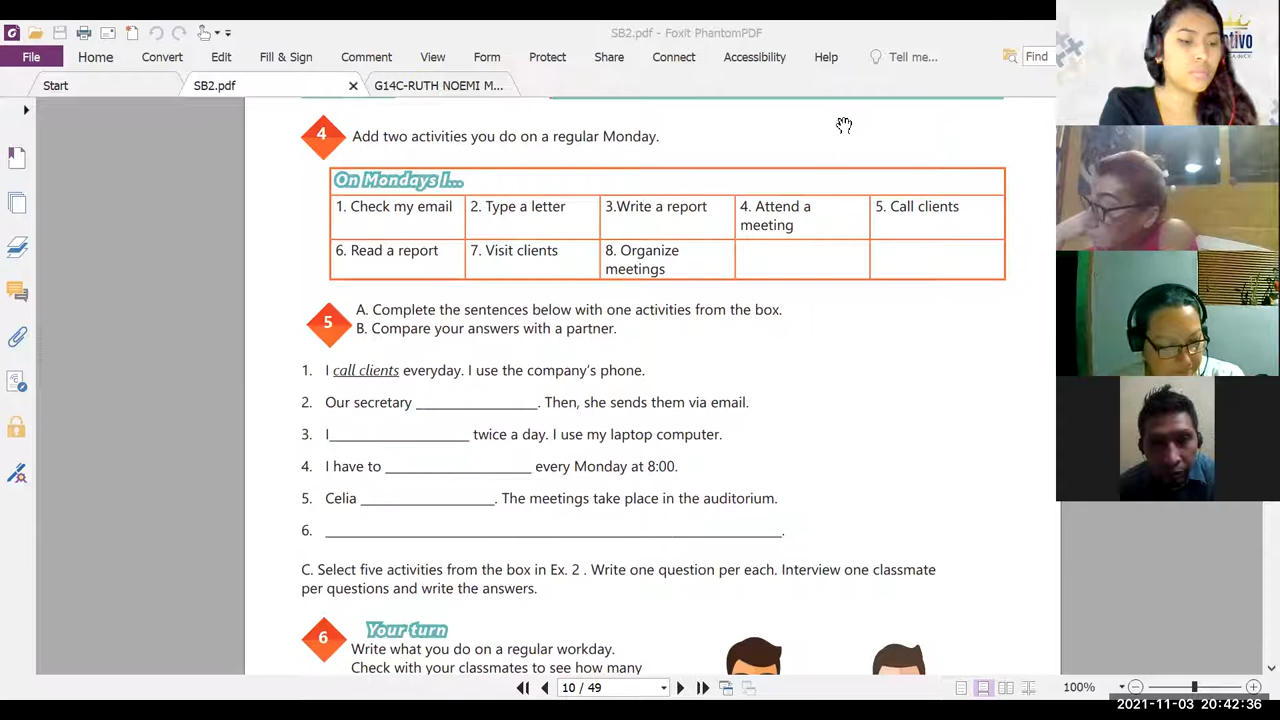 SB2.pdf - Foxit PhantomPDF
File Home Convert Edit Fill & Sign Comment View Form Protect Share Connect Accessibility Help Tell me... Find
Start SB2.pdf G14C-RUTH NOEMI M...
4 Add two activities you do on a regular Monday.
On Mondays I...
1. Check my email 2. Type a letter 3.Write a report 4. Attend a meeting 5. Call clients
6. Read a report 7. Visit clients 8. Organize meetings
5 A. Complete the sentences below with one activities from the box.
B. Compare your answers with a partner.
1. I call clients everyday. I use the company's phone.
2. Our secretary _______________. Then, she sends them via email.
3. I_________________ twice a day. I use my laptop computer.
4. I have to __________________ every Monday at 8:00.
5. Celia ________________. The meetings take place in the auditorium.
6. ________________________________________________________.
C. Select five activities from the box in Ex. 2 . Write one question per each. Interview one classmate
per questions and write the answers.
6 Your turn
Write what you do on a regular workday.
Check with your classmates to see how many
10 / 49 100%
2021-11-03 20:42:36